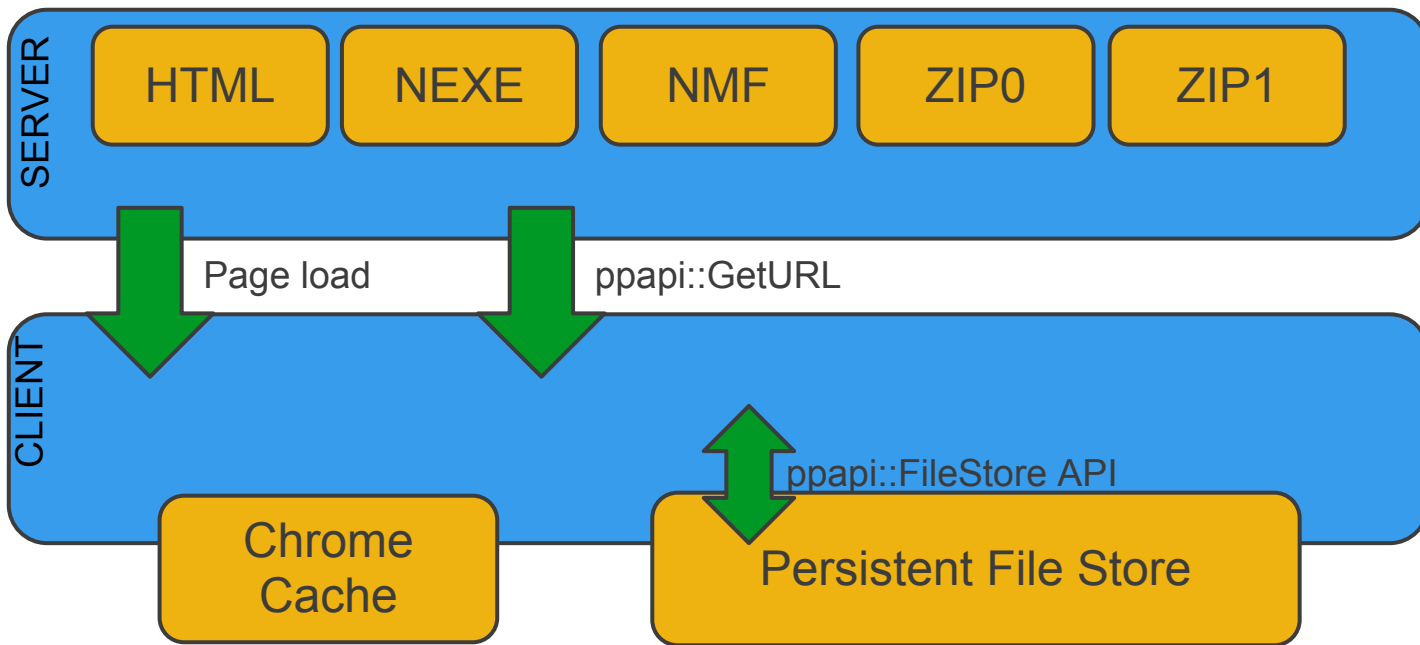 SERVER
HTML
NEXE
NMF
ZIP0
ZIP1
Page load
ppapi::GetURL
CLIENT
ppapi::FileStore API
Chrome
Cache
Persistent File Store